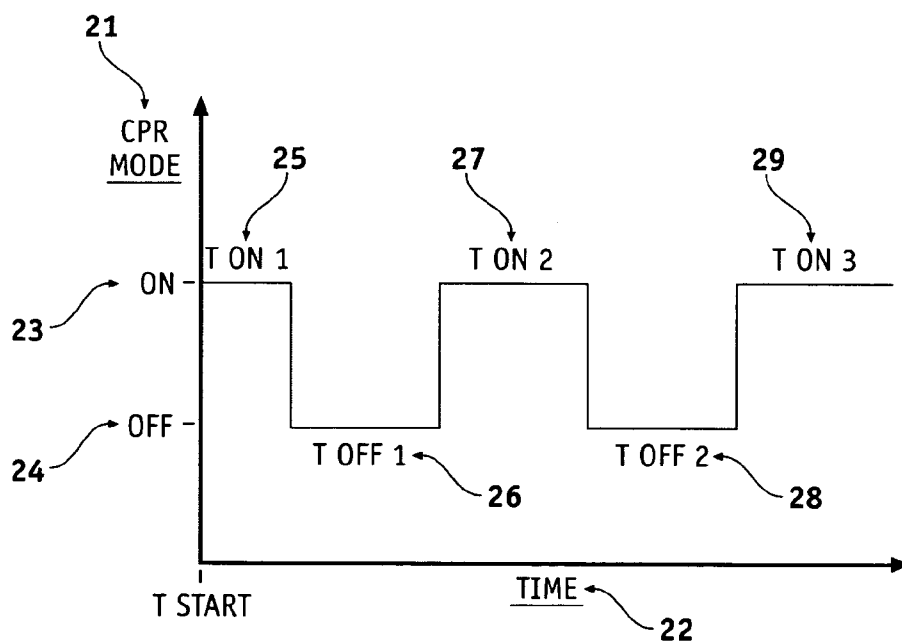 21
CPR
MODE
25
27
29
T ON 1
T ON 2
T ON 3
ON
23
OFF
24
T OFF 1
T OFF 2
26
28
T START
TIME
22